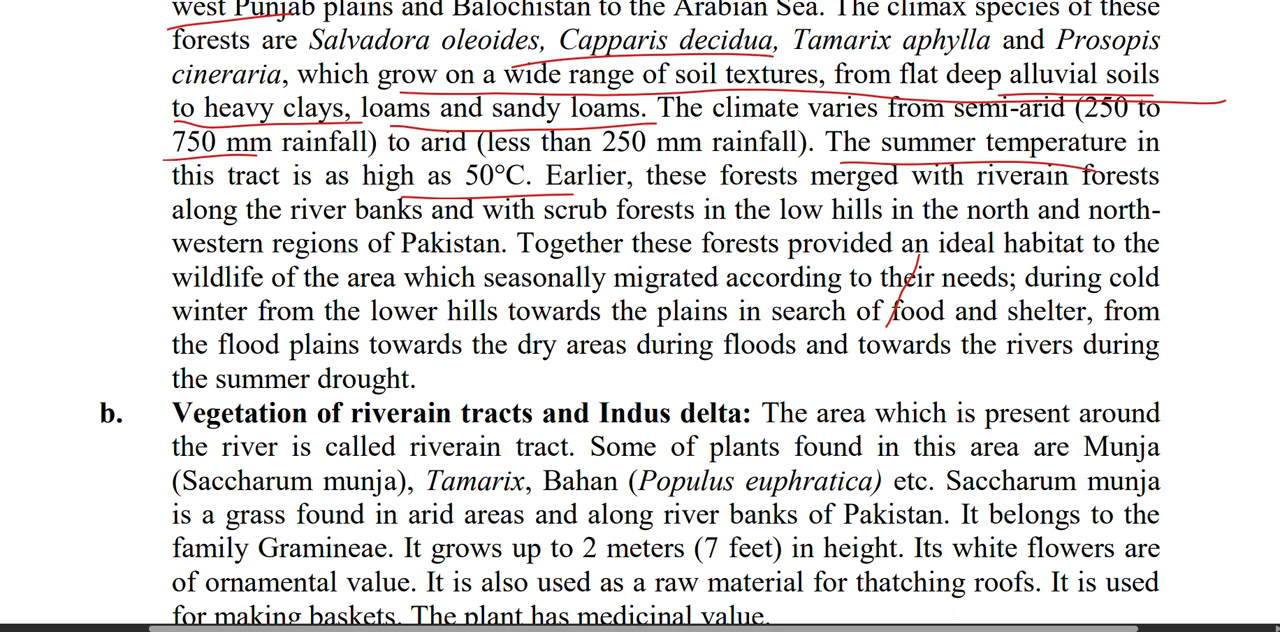 west Punjab plains and Balochistan to the Arabian Sea. The climax species of these
forests are Salvadora oleoides, Capparis decidua, Tamarix aphylla and Prosopis
cineraria, which grow on a wide range of soil textures, from flat deep alluvial soils
to heavy clays, loams and sandy loams. The climate varies from semi-arid (250 to
750 mm rainfall) to arid (less than 250 mm rainfall). The summer temperature in
this tract is as high as 50°C. Earlier, these forests merged with riverain forests
along the river banks and with scrub forests in the low hills in the north and north-
western regions of Pakistan. Together these forests provided an ideal habitat to the
wildlife of the area which seasonally migrated according to their needs; during cold
winter from the lower hills towards the plains in search of food and shelter, from
the flood plains towards the dry areas during floods and towards the rivers during
the summer drought.
b. Vegetation of riverain tracts and Indus delta: The area which is present around
the river is called riverain tract. Some of plants found in this area are Munja
(Saccharum munja), Tamarix, Bahan (Populus euphratica) etc. Saccharum munja
is a grass found in arid areas and along river banks of Pakistan. It belongs to the
family Gramineae. It grows up to 2 meters (7 feet) in height. Its white flowers are
of ornamental value. It is also used as a raw material for thatching roofs. It is used
for making baskets. The plant has medicinal value.